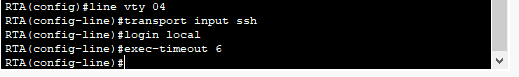 RTA(config)#line vty 04
RTA(config-line)#transport input ssh
RTA(config-line)#login local
RTA(config-line)#exec-timeout 6
RTA(config-line)#